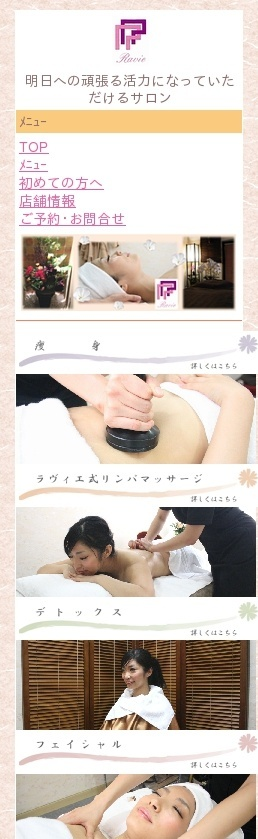 Ravie
明日への頑張る活力になっていた
だけるサロン
ﾒﾆｭｰ
TOP
ﾒﾆｭｰ
初めての方へ
店舗情報
ご予約･お問合せ
Ravie
痩 身
詳しくはこちら
ラヴィエ式リンパマッサージ
詳しくはこちら
デトックス
詳しくはこちら
フェイシャル
詳しくはこちら